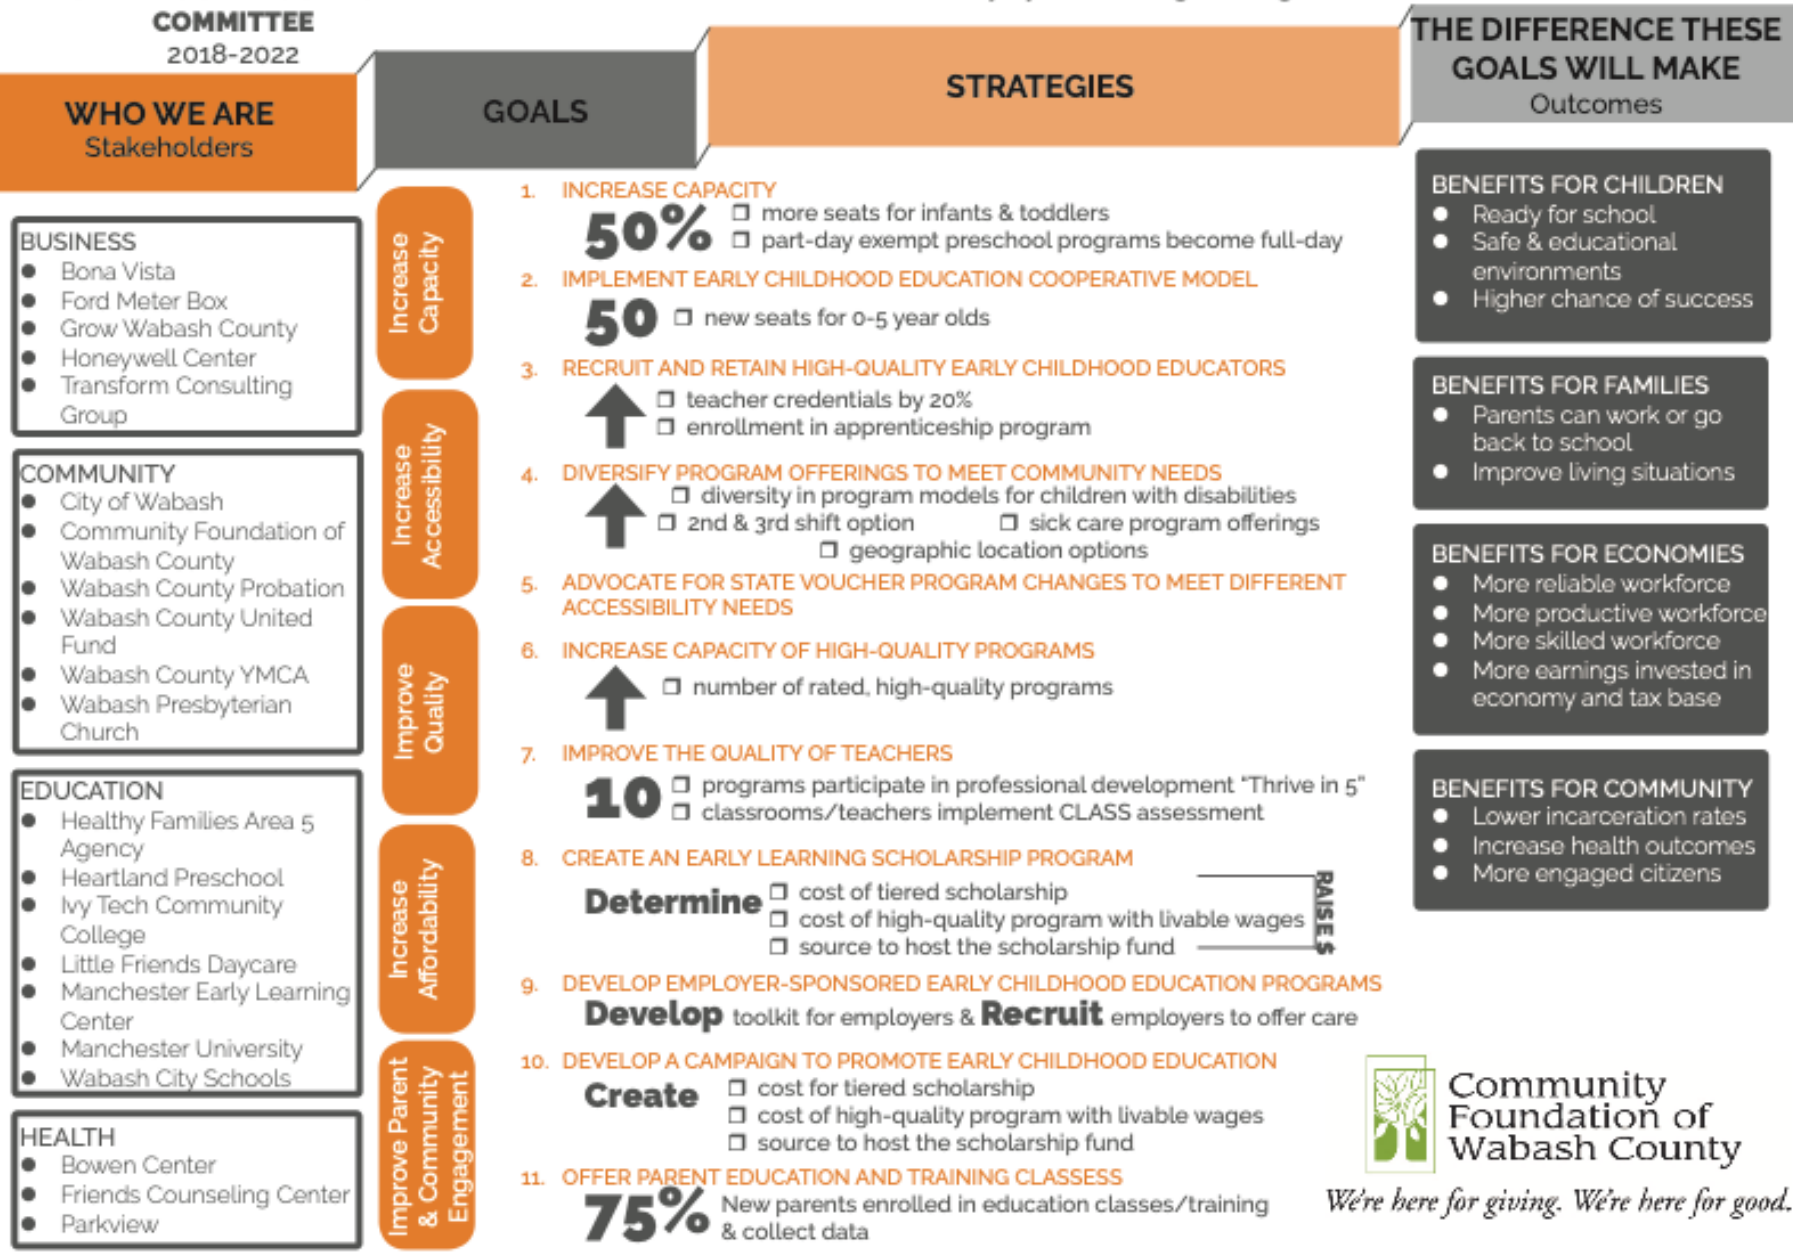 COMMITTEE
2018-2022
WHO WE ARE
Stakeholders
GOALS
STRATEGIES
THE DIFFERENCE THESE
GOALS WILL MAKE
Outcomes
BUSINESS
● Bona Vista
● Ford Meter Box
● Grow Wabash County
● Honeywell Center
● Transform Consulting
Group
COMMUNITY
● City of Wabash
● Community Foundation of
Wabash County
● Wabash County Probation
● Wabash County United
Fund
● Wabash County YMCA
● Wabash Presbyterian
Church
EDUCATION
● Healthy Families Area 5
Agency
● Heartland Preschool
● Ivy Tech Community
College
● Little Friends Daycare
● Manchester Early Learning
Center
● Manchester University
● Wabash City Schools
HEALTH
● Bowen Center
● Friends Counseling Center
● Parkview
Increase
Capacity
Increase
Accessibility
Improve
Quality
Increase
Affordability
Improve Parent
& Community
Engagement
1. INCREASE CAPACITY
50%
❒ more seats for infants & toddlers
❒ part-day exempt preschool programs become full-day
2. IMPLEMENT EARLY CHILDHOOD EDUCATION COOPERATIVE MODEL
50 ❒ new seats for 0-5 year olds
3. RECRUIT AND RETAIN HIGH-QUALITY EARLY CHILDHOOD EDUCATORS
❒ teacher credentials by 20%
❒ enrollment in apprenticeship program
4. DIVERSIFY PROGRAM OFFERINGS TO MEET COMMUNITY NEEDS
❒ diversity in program models for children with disabilities
❒ 2nd & 3rd shift option ❒ sick care program offerings
❒ geographic location options
5. ADVOCATE FOR STATE VOUCHER PROGRAM CHANGES TO MEET DIFFERENT
ACCESSIBILITY NEEDS
6. INCREASE CAPACITY OF HIGH-QUALITY PROGRAMS
❒ number of rated, high-quality programs
7. IMPROVE THE QUALITY OF TEACHERS
10
❒ programs participate in professional development "Thrive in 5"
❒ classrooms/teachers implement CLASS assessment
8. CREATE AN EARLY LEARNING SCHOLARSHIP PROGRAM
Determine
❒ cost of tiered scholarship
❒ cost of high-quality program with livable wages
❒ source to host the scholarship fund
RAISE $
9. DEVELOP EMPLOYER-SPONSORED EARLY CHILDHOOD EDUCATION PROGRAMS
Develop toolkit for employers & Recruit employers to offer care
10. DEVELOP A CAMPAIGN TO PROMOTE EARLY CHILDHOOD EDUCATION
Create
❒ cost for tiered scholarship
❒ cost of high-quality program with livable wages
❒ source to host the scholarship fund
11. OFFER PARENT EDUCATION AND TRAINING CLASSESS
75%
New parents enrolled in education classes/training
& collect data
BENEFITS FOR CHILDREN
● Ready for school
● Safe & educational
environments
● Higher chance of success
BENEFITS FOR FAMILIES
● Parents can work or go
back to school
● Improve living situations
BENEFITS FOR ECONOMIES
● More reliable workforce
● More productive workforce
● More skilled workforce
● More earnings invested in
economy and tax base
BENEFITS FOR COMMUNITY
● Lower incarceration rates
● Increase health outcomes
● More engaged citizens
Community
Foundation of
Wabash County
We're here for giving. We're here for good.